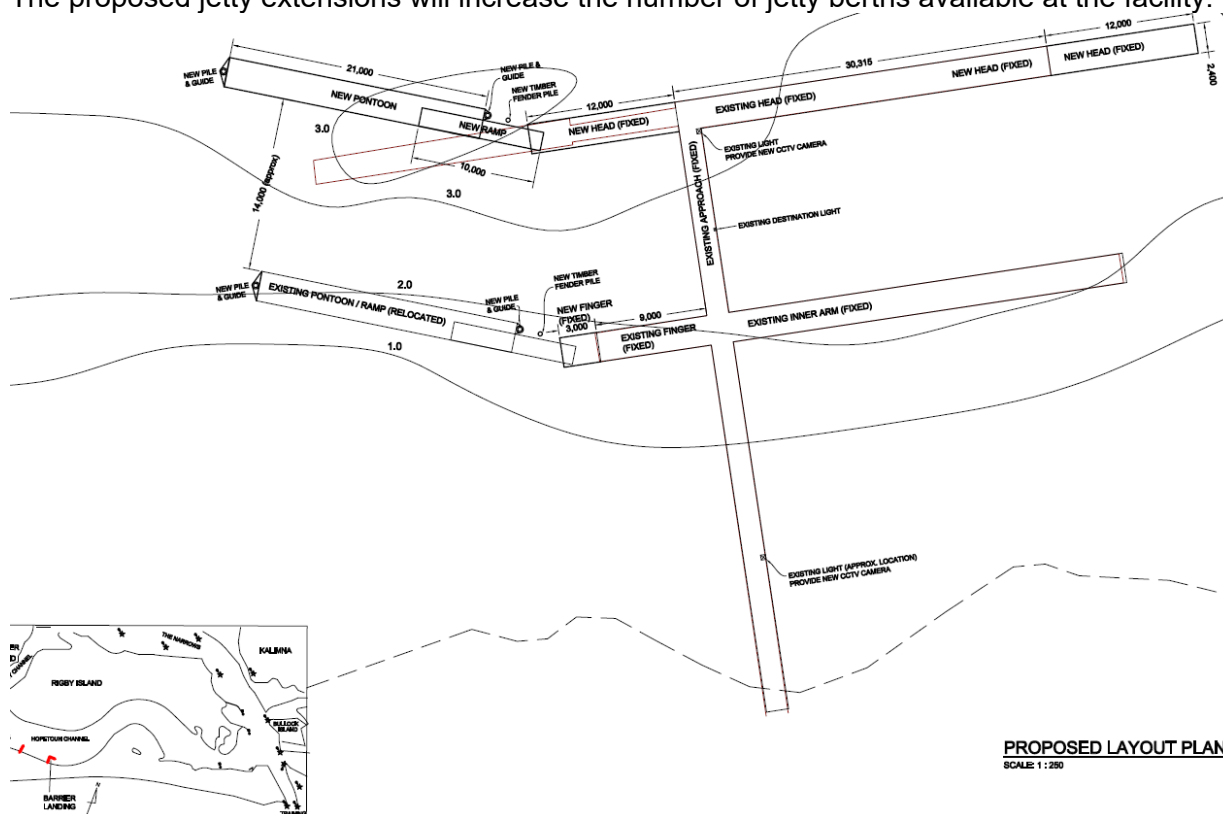 The proposed jetty extensions will increase the number of jetty berths available at the facility.
12,000
NEW PILE
& GUIDE
21,000
NEW PILE &
GUIDE
NEW TIMBER
FENDER PILE
30,315
NEW HEAD (FIXED)
NEW HEAD (FIXED)
2,400
NEW PONTOON
12,000
EXISTING HEAD (FIXED)
NEW RAMP
NEW HEAD (FIXED)
3.0
EXISTING LIGHT
PROVIDE NEW CCTV CAMERA
10,000
14,000 (approx)
3.0
EXISTING APPROACH (FIXED)
EXISTING DESTINATION LIGHT
NEW PILE
& GUIDE
EXISTING PONTOON / RAMP (RELOCATED)
2.0
NEW PILE
& GUIDE
NEW TIMBER
FENDER PILE
NEW FINGER
(FIXED)
3,000
9,000
EXISTING FINGER
(FIXED)
EXISTING INNER ARM (FIXED)
1.0
EXISTING LIGHT (APPROX. LOCATION)
PROVIDE NEW CCTV CAMERA
THE NARROWS
KALIMNA
RIGBY ISLAND
BULLOCK
ISLAND
HOPETOUN CHANNEL
BARRIER
LANDING
N
PROPOSED LAYOUT PLAN
SCALE: 1 : 250